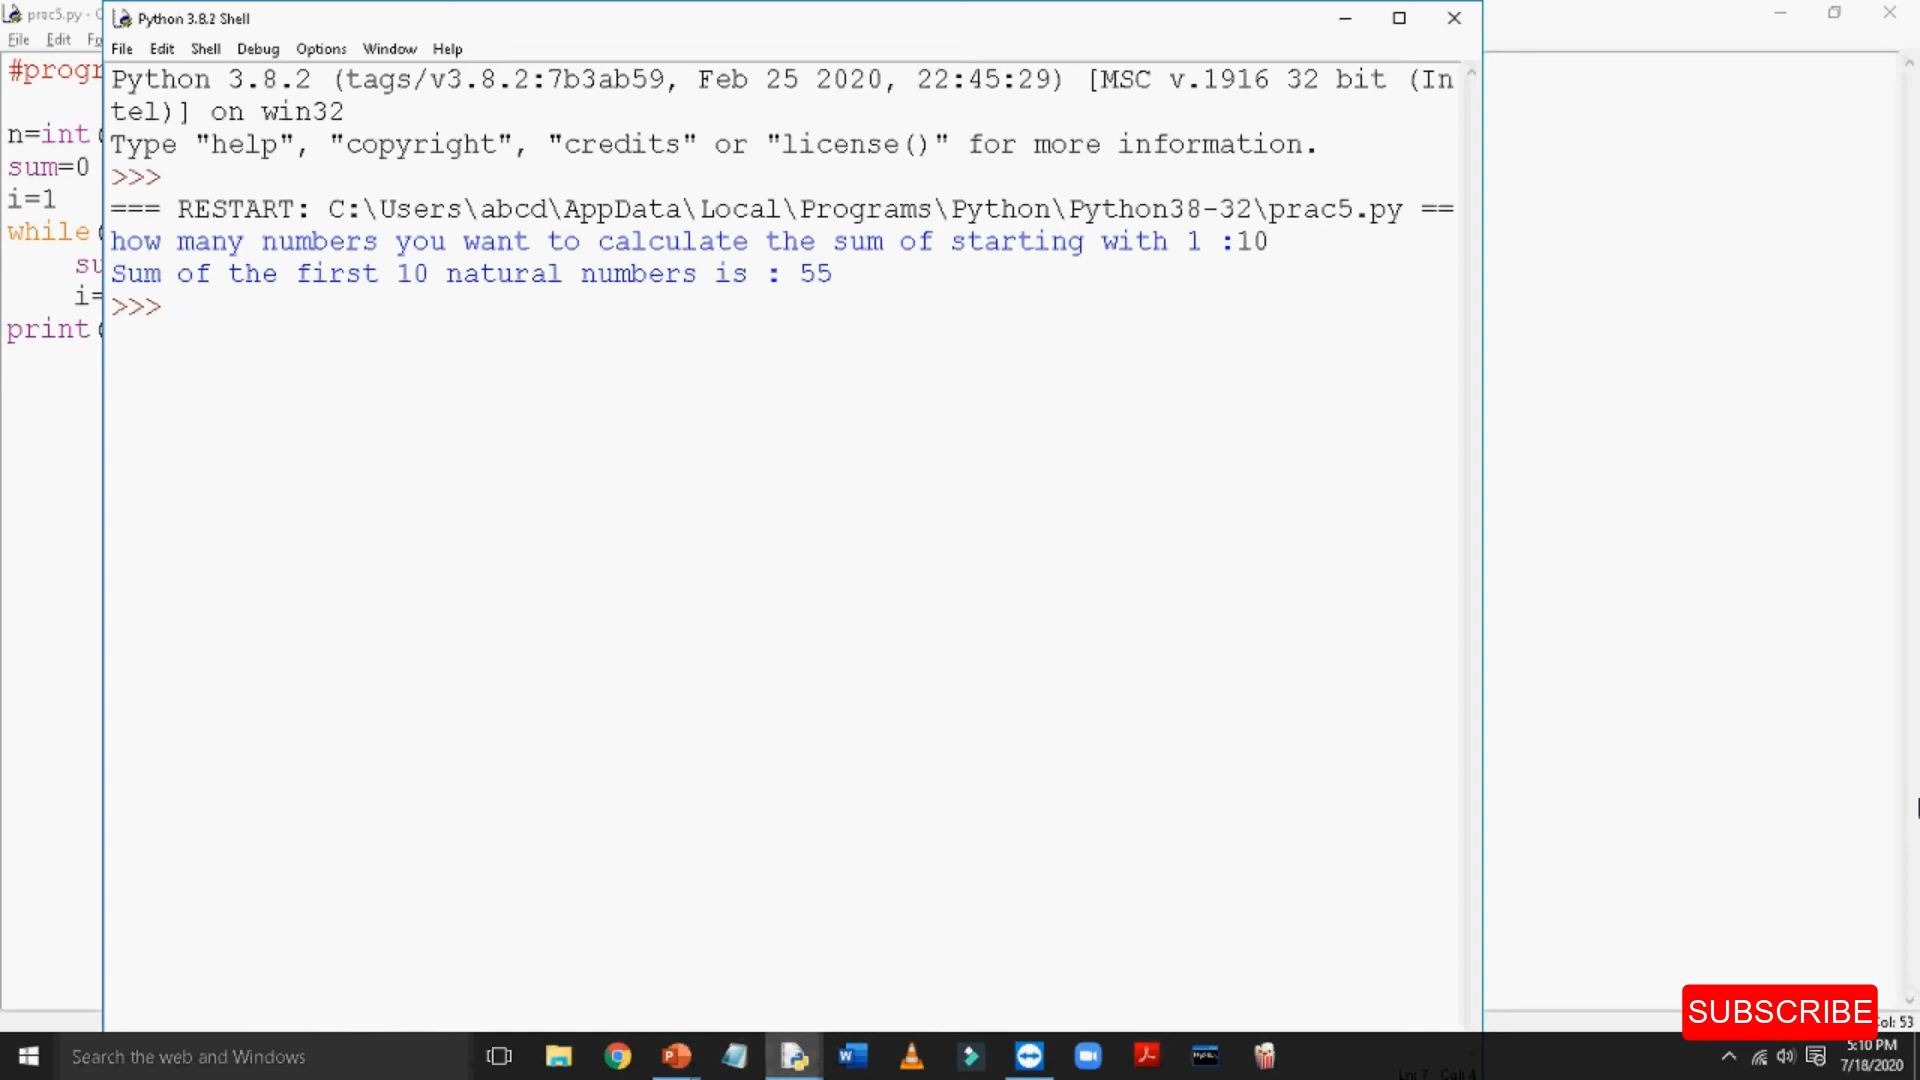 prac5.py -
Python 3.8.2 Shell
File Edit
File Edit Shell Debug Options Window Help
#progr
n=int
sum=0
i=1
while
su
i=
print
Python 3.8.2 (tags/v3.8.2:7b3ab59, Feb 25 2020, 22:45:29) [MSC v.1916 32 bit (In
tel)] on win32
Type "help", "copyright", "credits" or "license()" for more information.
>>>
=== RESTART: C:\Users\abcd\AppData\Local\Programs\Python\Python38-32\prac5.py ==
how many numbers you want to calculate the sum of starting with 1 :10
Sum of the first 10 natural numbers is : 55
>>>
SUBSCRIBE
Col: 53
Search the web and Windows
5:10 PM
7/18/2020